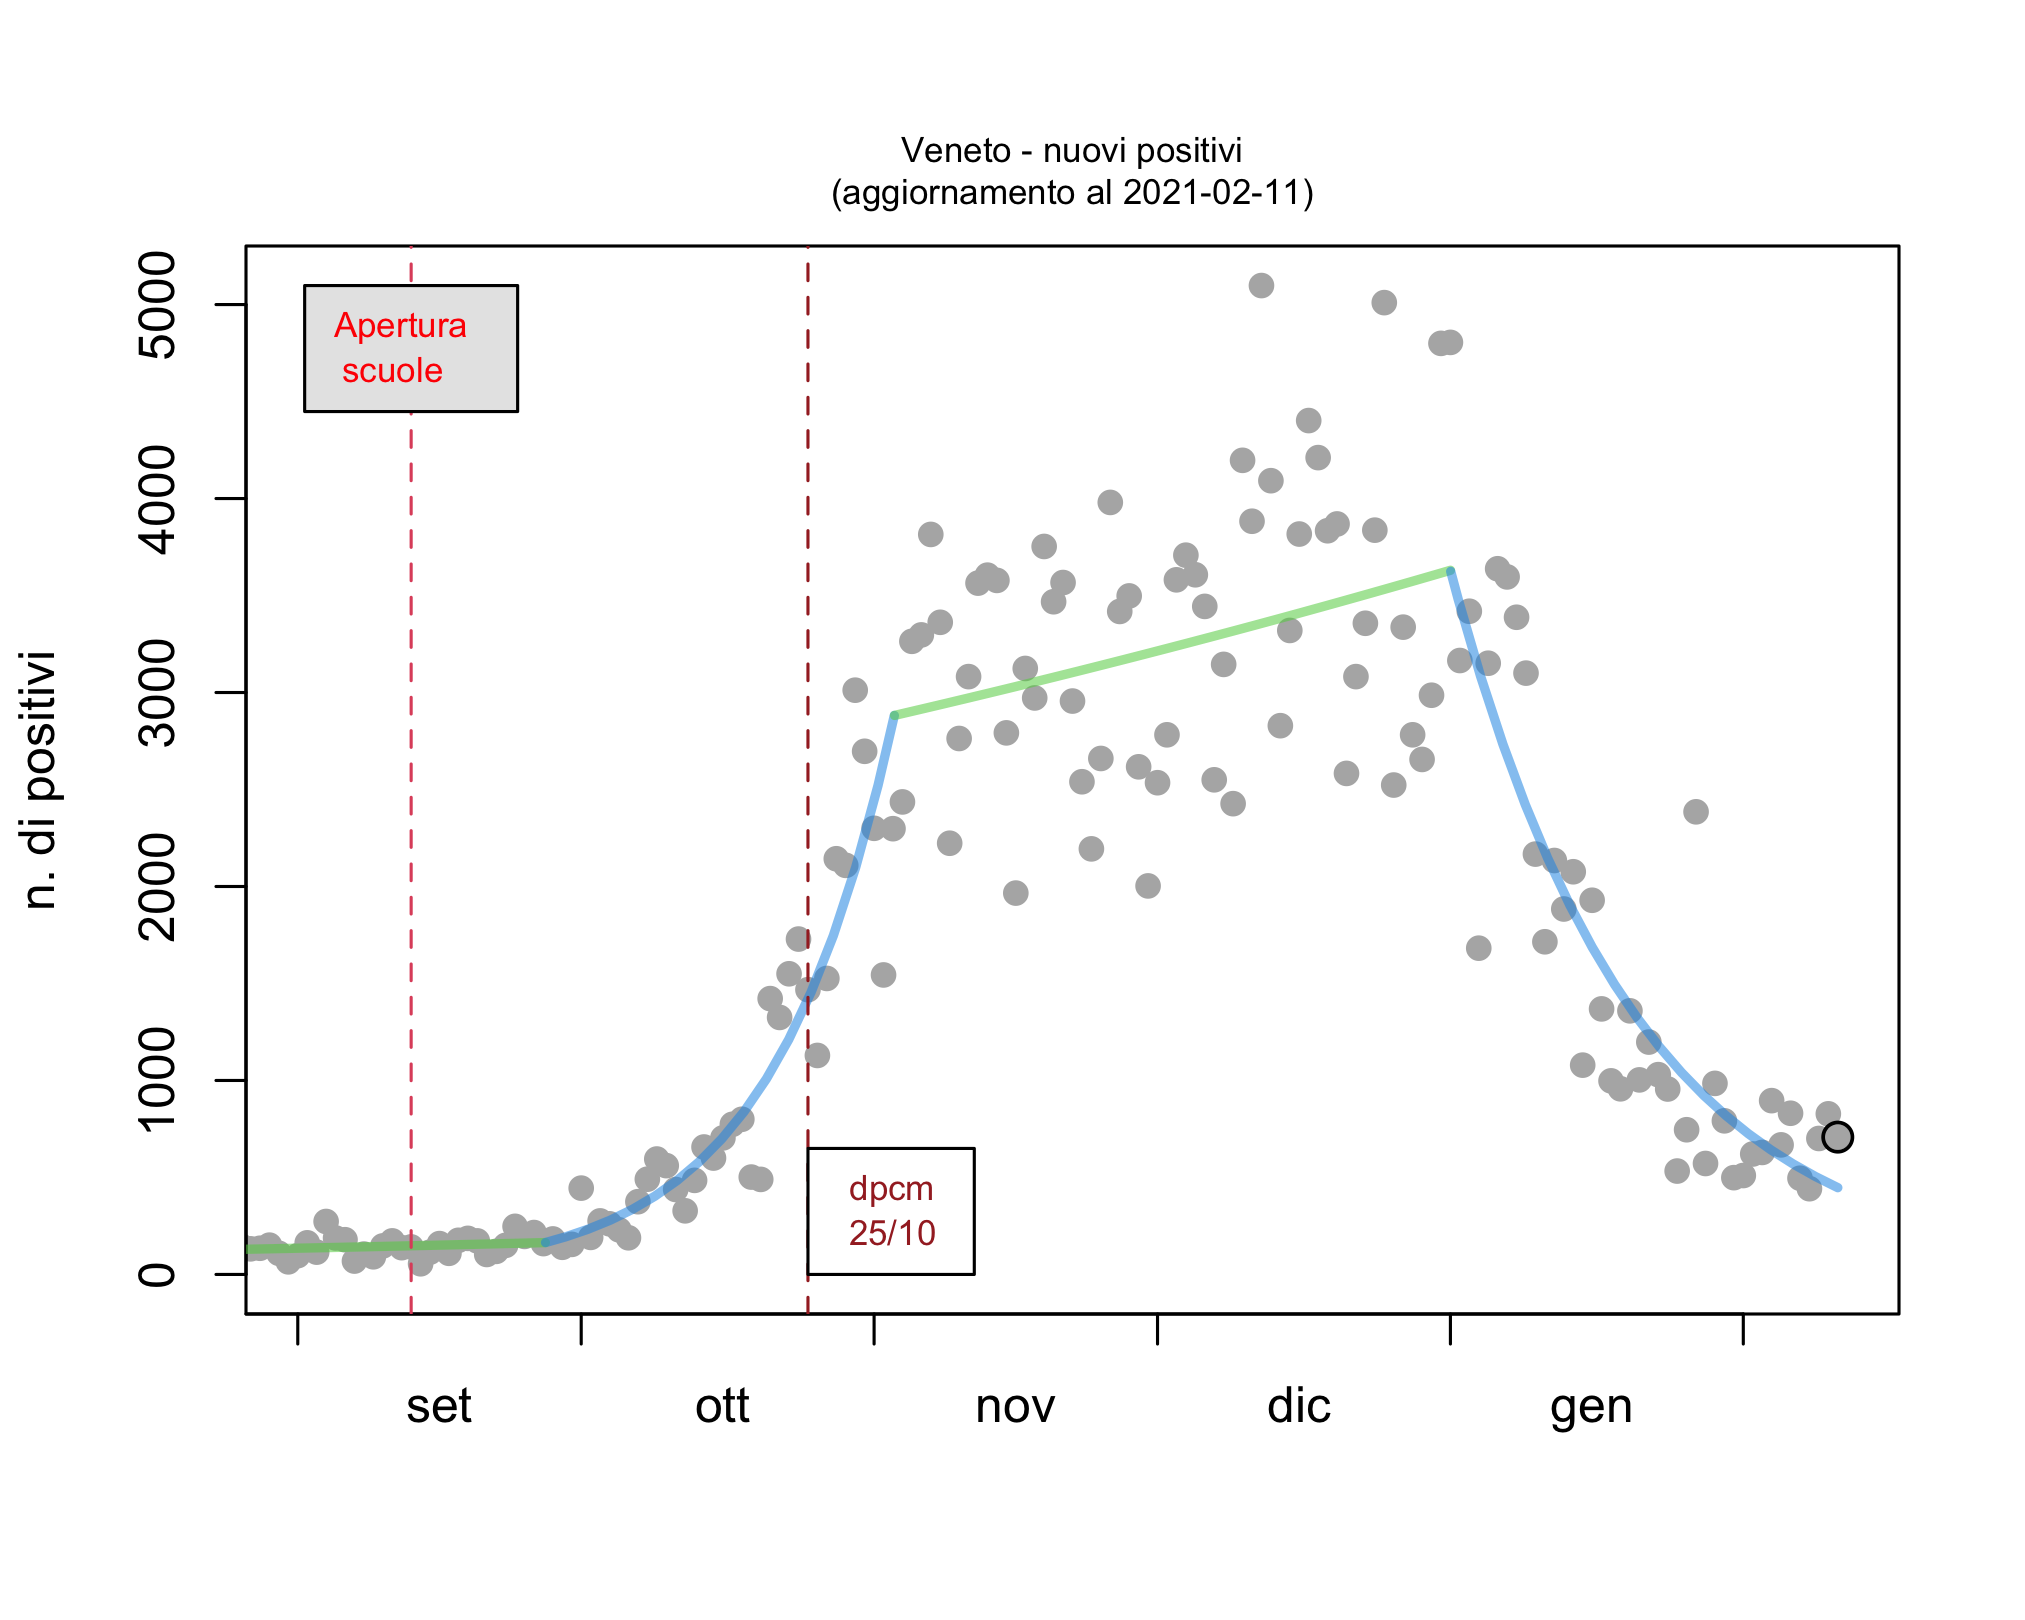 Veneto - nuovi positivi
(aggiornamento al 2021-02-11)
n. di positivi
5000
4000
3000
2000
1000
0
Apertura
scuole
dpcm
25/10
set
ott
nov
dic
gen